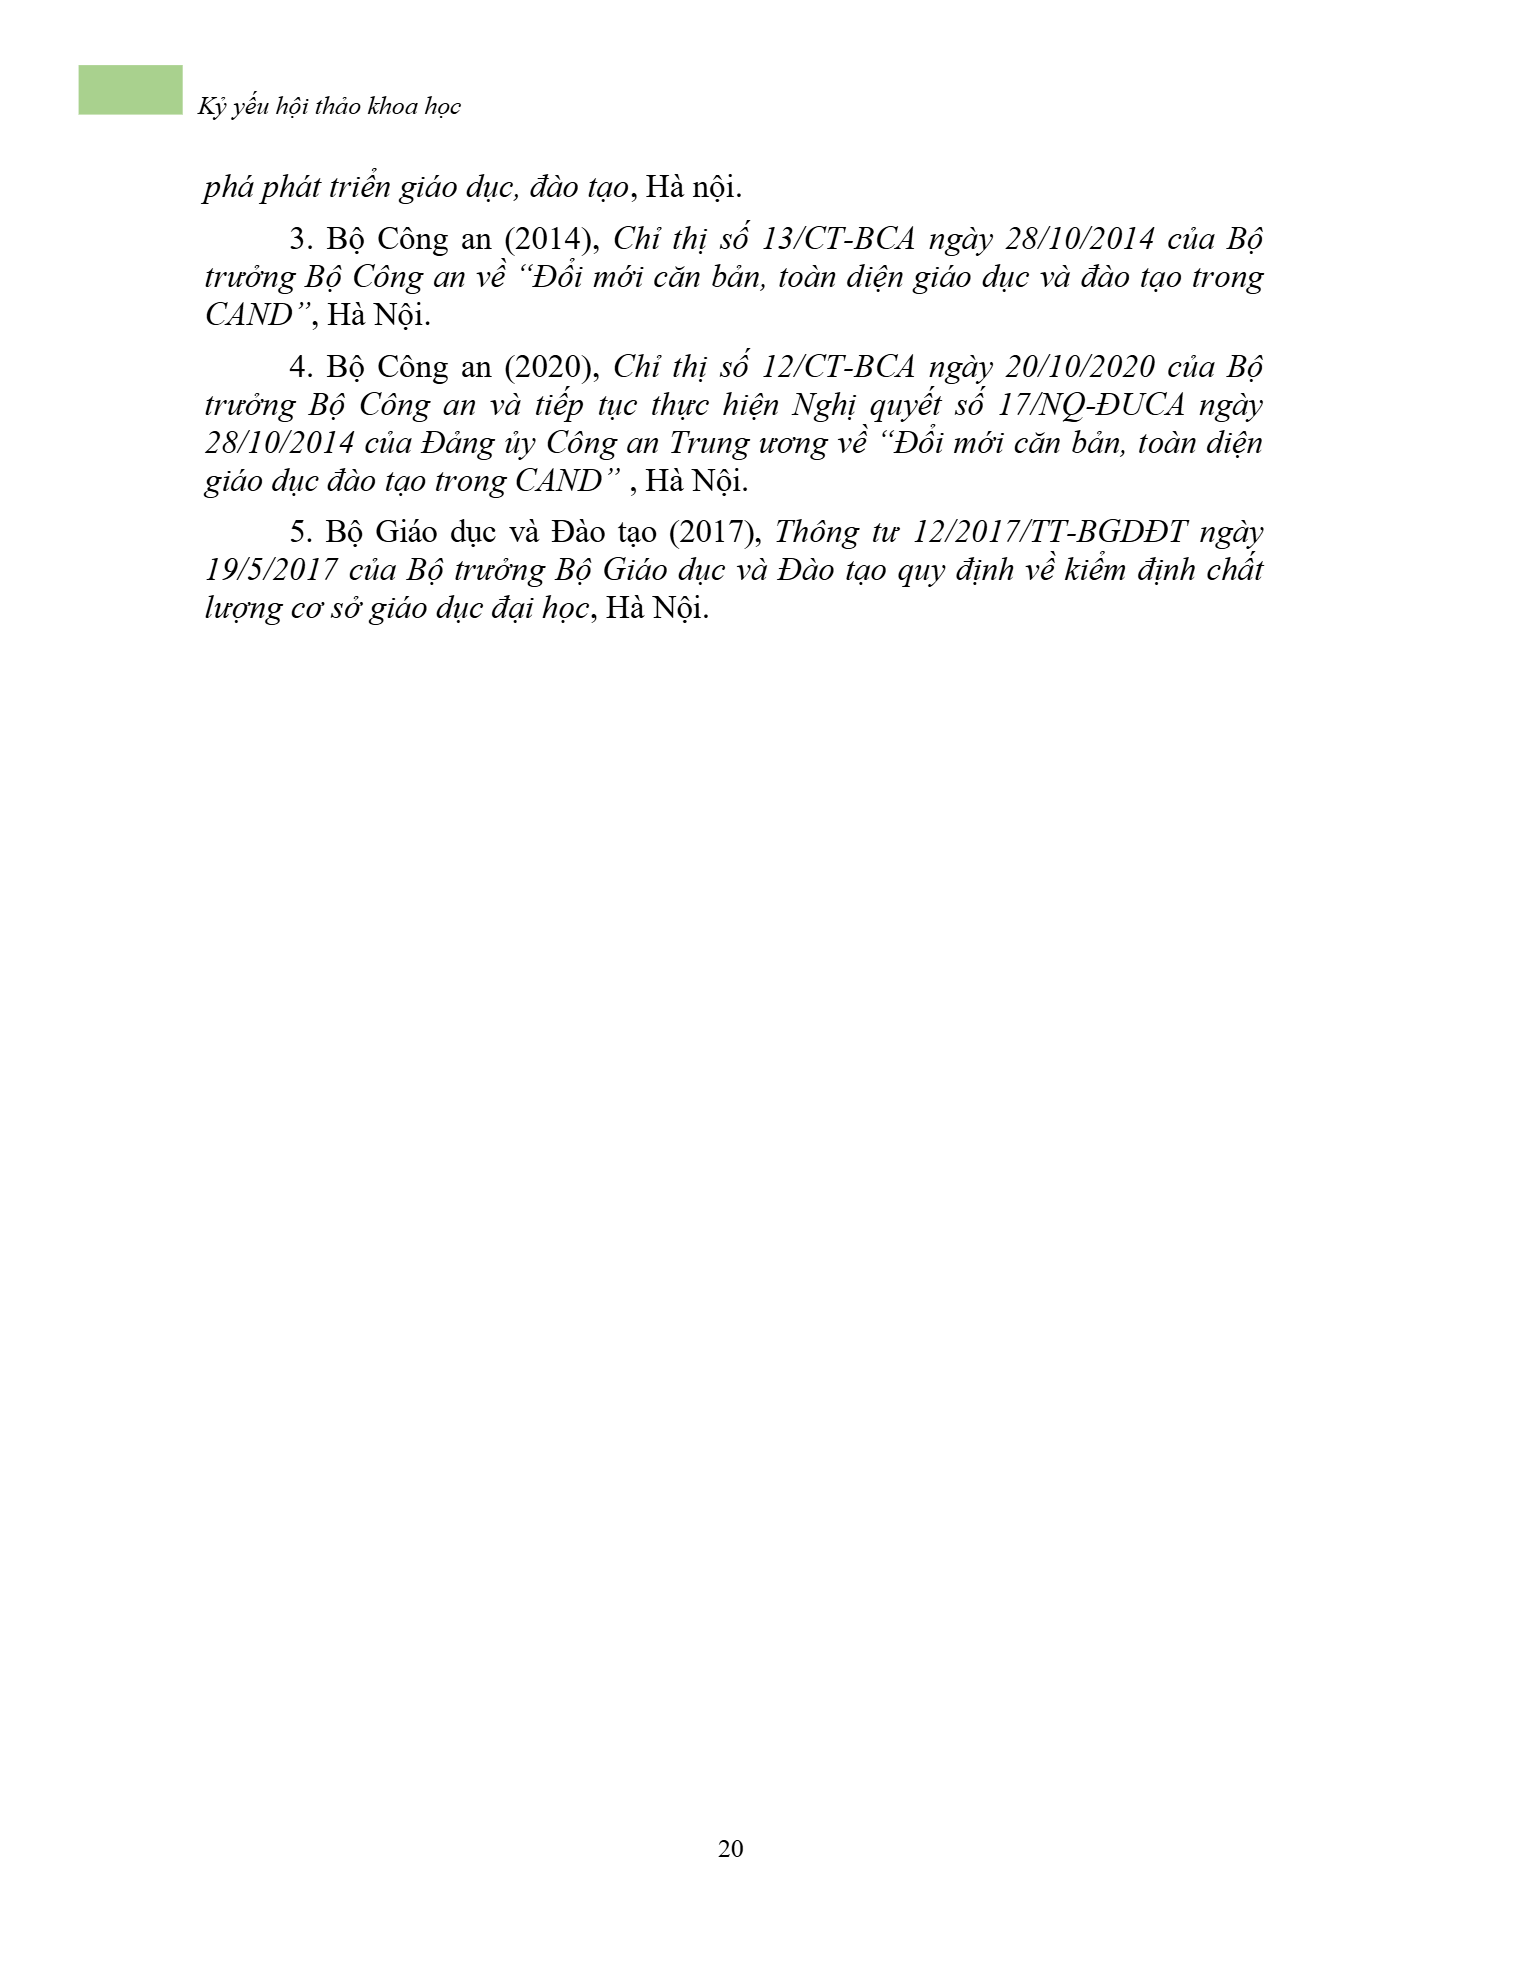 Kỷ yếu hội thảo khoa học
phá phát triển giáo dục, đào tạo, Hà nội.
3. Bộ Công an (2014), Chỉ thị số 13/CT-BCA ngày 28/10/2014 của Bộ
trưởng Bộ Công an về “Đổi mới căn bản, toàn diện giáo dục và đào tạo trong
CAND”, Hà Nội.
4. Bộ Công an (2020), Chỉ thị số 12/CT-BCA ngày 20/10/2020 của Bộ
trưởng Bộ Công an và tiếp tục thực hiện Nghị quyết số 17/NQ-ĐUCA ngày
28/10/2014 của Đảng ủy Công an Trung ương về “Đổi mới căn bản, toàn diện
giáo dục đào tạo trong CAND” , Hà Nội.
5. Bộ Giáo dục và Đào tạo (2017), Thông tư 12/2017/TT-BGDĐT ngày
19/5/2017 của Bộ trưởng Bộ Giáo dục và Đào tạo quy định về kiểm định chất
lượng cơ sở giáo dục đại học, Hà Nội.
20